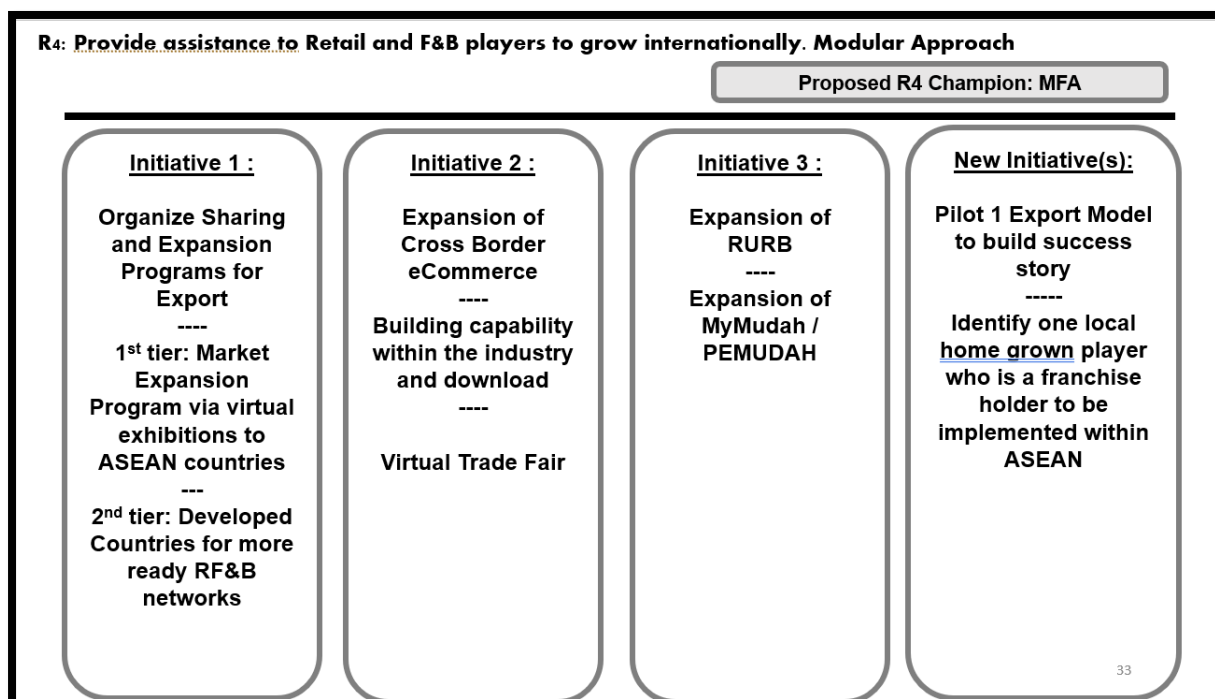 R4: Provide assistance to Retail and F&B players to grow internationally. Modular Approach
Proposed R4 Champion: MFA
Initiative 1 :
Organize Sharing
and Expansion
Programs for
Export
----
1st tier: Market
Expansion
Program via virtual
exhibitions to
ASEAN countries
---
2nd tier: Developed
Countries for more
ready RF&B
networks
Initiative 2 :
Expansion of
Cross Border
eCommerce
----
Building capability
within the industry
and download
----
Virtual Trade Fair
Initiative 3 :
Expansion of
RURB
----
Expansion of
MyMudah /
PEMUDAH
New Initiative(s):
Pilot 1 Export Model
to build success
story
-----
Identify one local
home grown player
who is a franchise
holder to be
implemented within
ASEAN
33